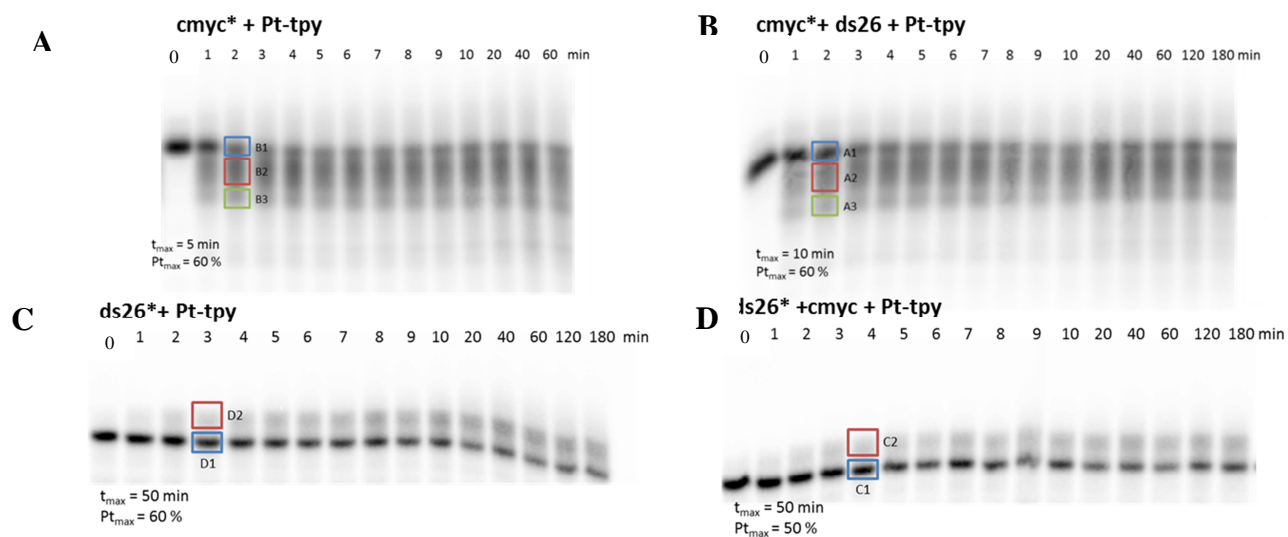 A
cmyc* + Pt-tpy
0 1 2 3 4 5 6 7 8 9 10 20 40 60 min
B1
B2
B3
tmax = 5 min
Ptmax = 60 %
B
cmyc*+ ds26 + Pt-tpy
0 1 2 3 4 5 6 7 8 9 10 20 40 60 120 180 min
A1
A2
A3
tmax = 10 min
Ptmax = 60 %
C
ds26*+ Pt-tpy
0 1 2 3 4 5 6 7 8 9 10 20 40 60 120 180 min
D2
D1
tmax = 50 min
Ptmax = 60 %
D
ds26* +cmyc + Pt-tpy
0 1 2 3 4 5 6 7 8 9 10 20 40 60 120 180 min
C2
C1
tmax = 50 min
Ptmax = 50 %